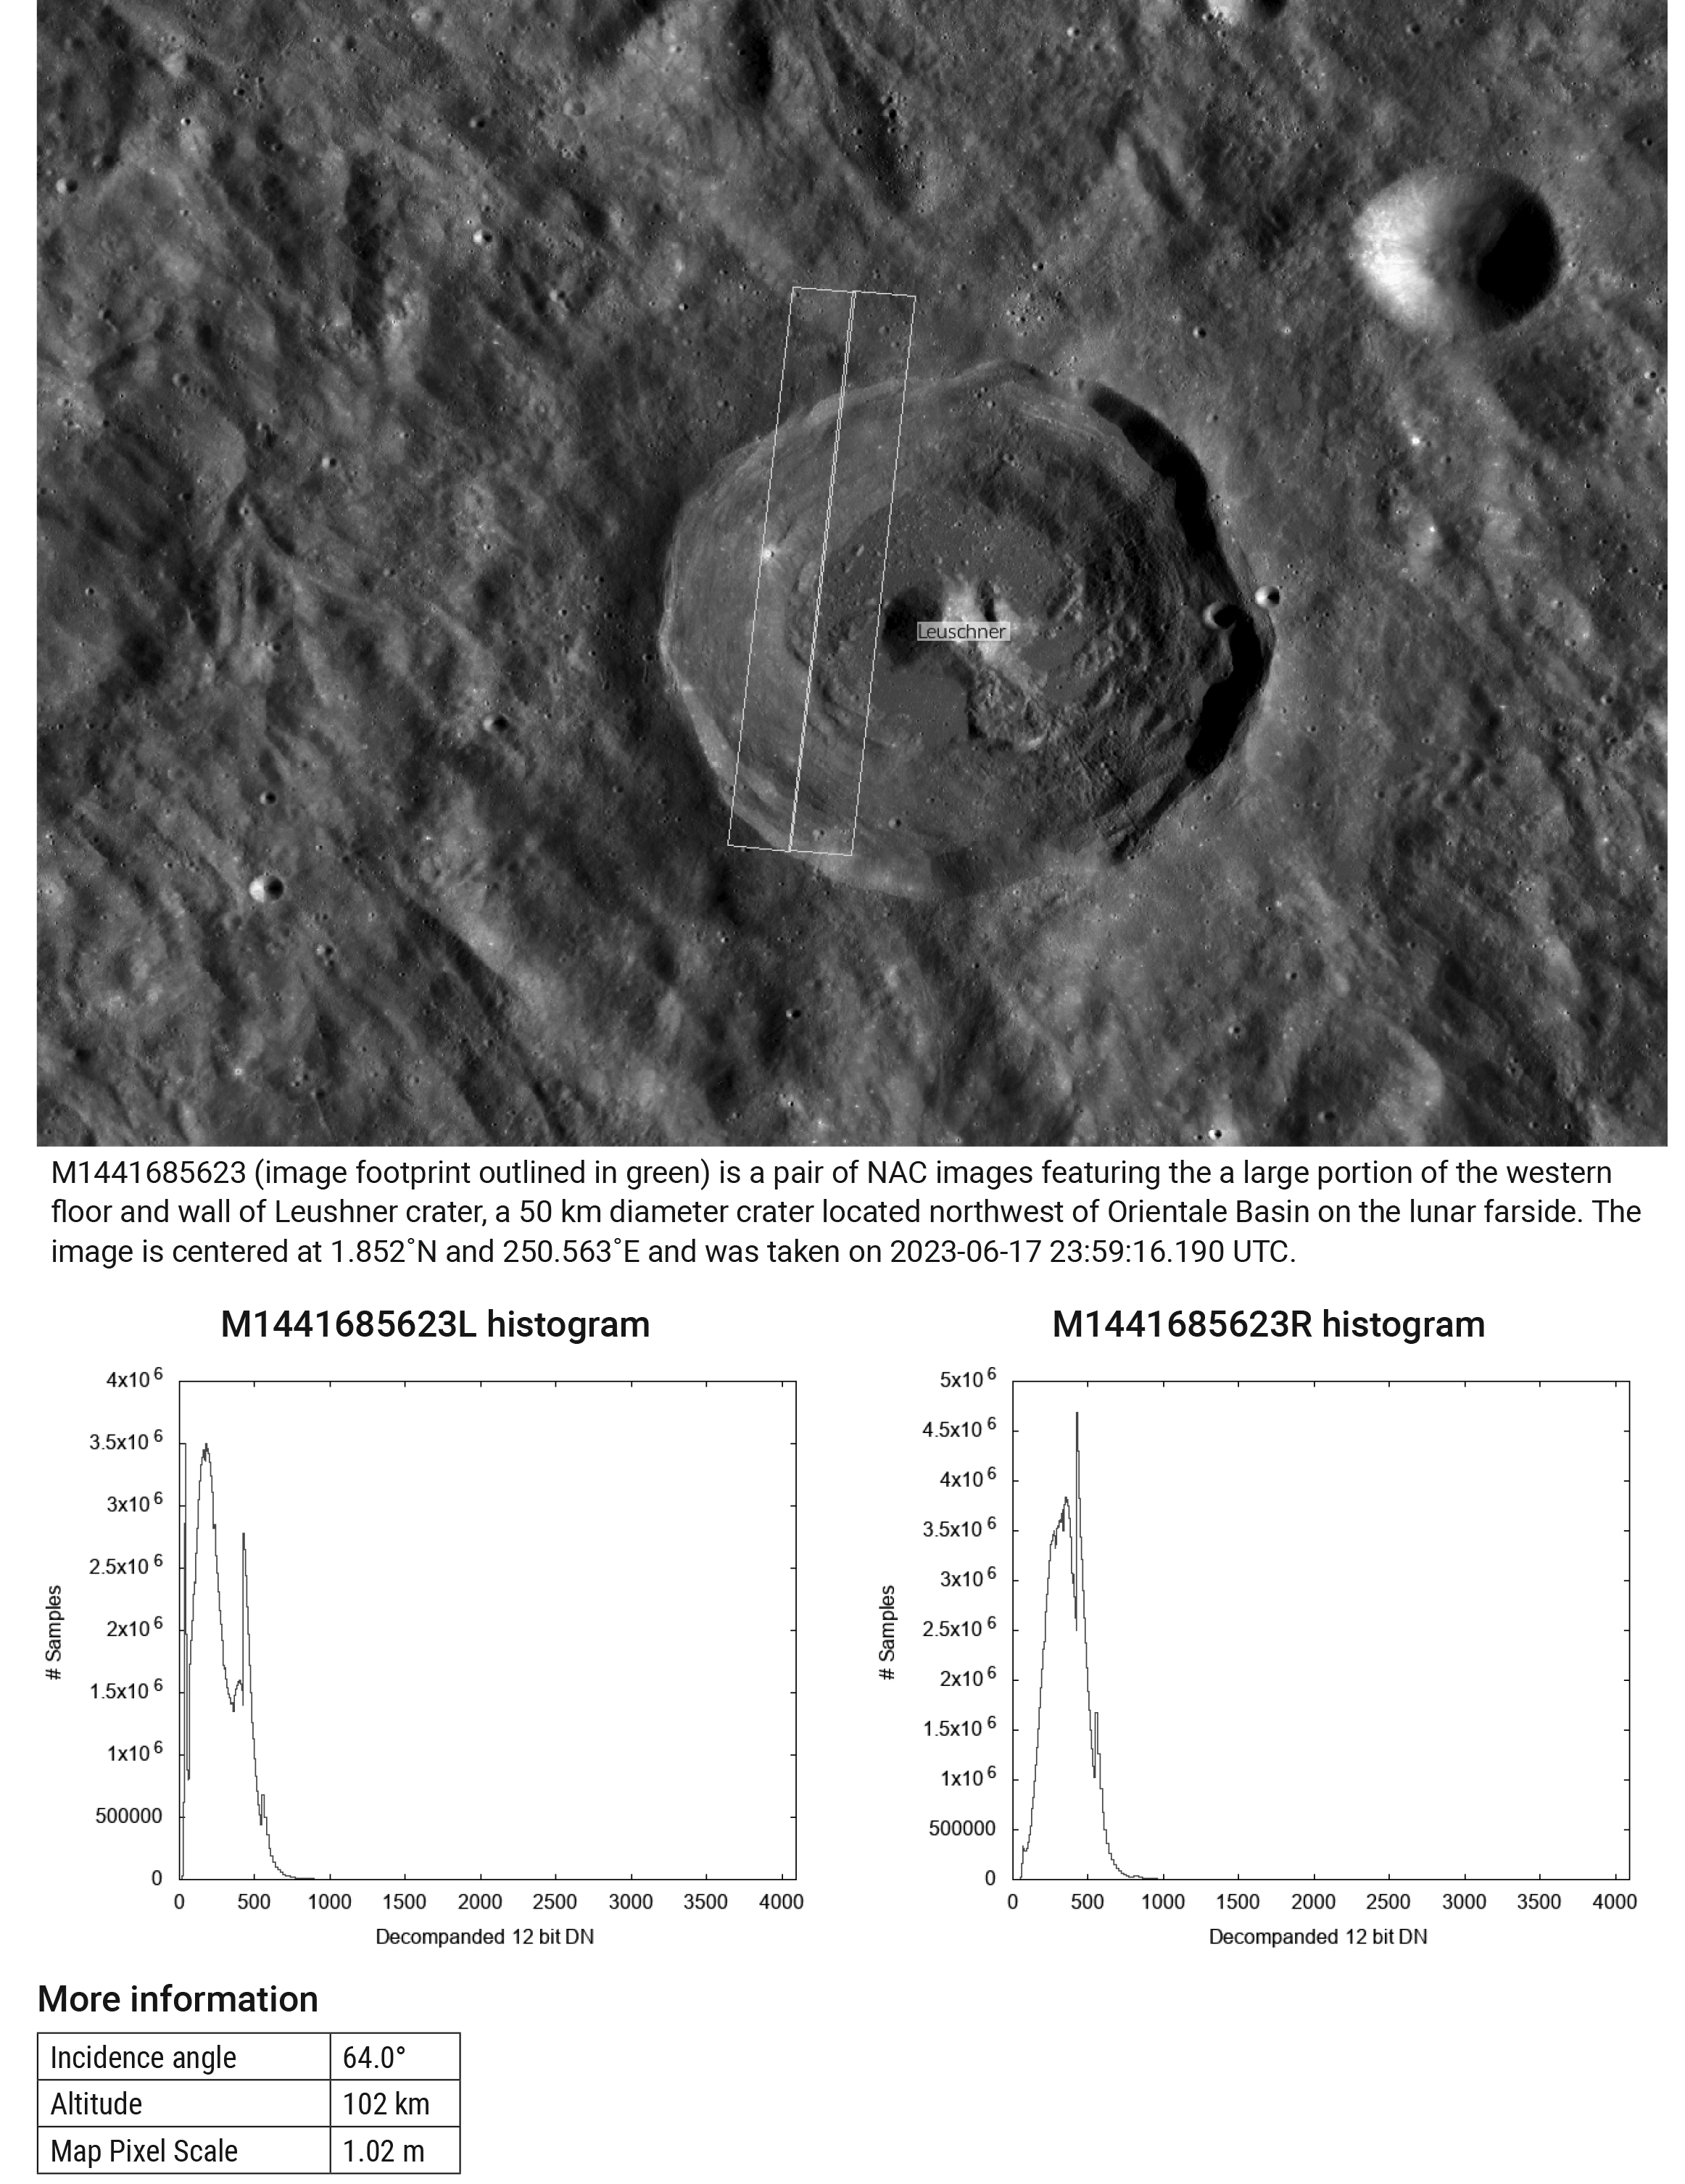 Leuschner
M1441685623 (image footprint outlined in green) is a pair of NAC images featuring the a large portion of the western
floor and wall of Leushner crater, a 50 km diameter crater located northwest of Orientale Basin on the lunar farside. The
image is centered at 1.852˚N and 250.563˚E and was taken on 2023-06-17 23:59:16.190 UTC.
M1441685623L histogram
4x10 6
3.5x10 6
3x10 6
2.5x10 6
2x10 6
1.5x10 6
1x10 6
500000
0
# Samples
0 500 1000 1500 2000 2500 3000 3500 4000
Decompanded 12 bit DN
M1441685623R histogram
5x10 6
4.5x10 6
4x10 6
3.5x10 6
3x10 6
2.5x10 6
2x10 6
1.5x10 6
1x10 6
500000
0
# Samples
0 500 1000 1500 2000 2500 3000 3500 4000
Decompanded 12 bit DN
More information
Incidence angle 64.0°
Altitude 102 km
Map Pixel Scale 1.02 m